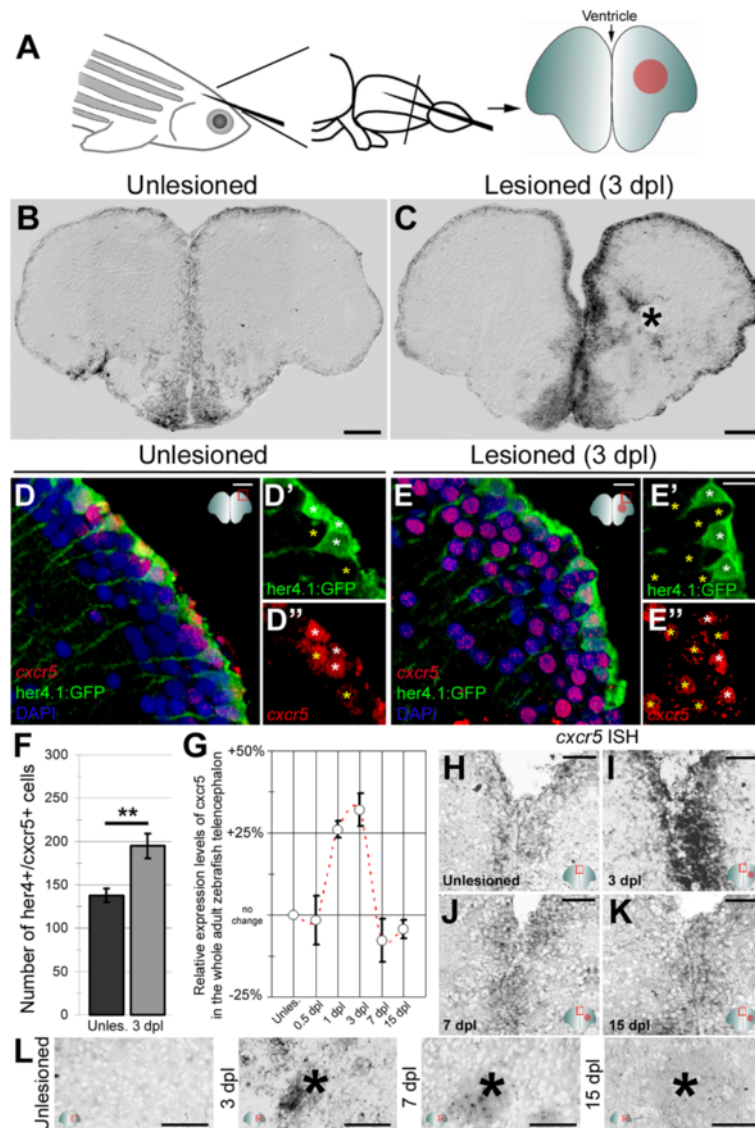 A
Ventricle
Unlesioned
Lesioned (3 dpl)
B
C
*
Unlesioned
Lesioned (3 dpl)
D
cxcr5
her4.1:GFP
DAPI
D'
*
*
*
*
*
her4.1:GFP
D''
*
*
*
*
*
cxcr5
E
cxcr5
her4.1:GFP
DAPI
E'
her4.1:GFP
E''
cxcr5
F
Number of her4+/cxcr5+ cells
300
250
200
150
100
50
0
**
Unles. 3 dpl
G
Relative expression levels of cxcr5
in the whole adult zebrafish telencephalon
+50%
+25%
no
change
-25%
Unles.
0.5 dpl
1 dpl
3 dpl
7 dpl
15 dpl
cxcr5 ISH
H
Unlesioned
I
3 dpl
J
7 dpl
K
15 dpl
L
Unlesioned
3 dpl
*
7 dpl
*
15 dpl
*